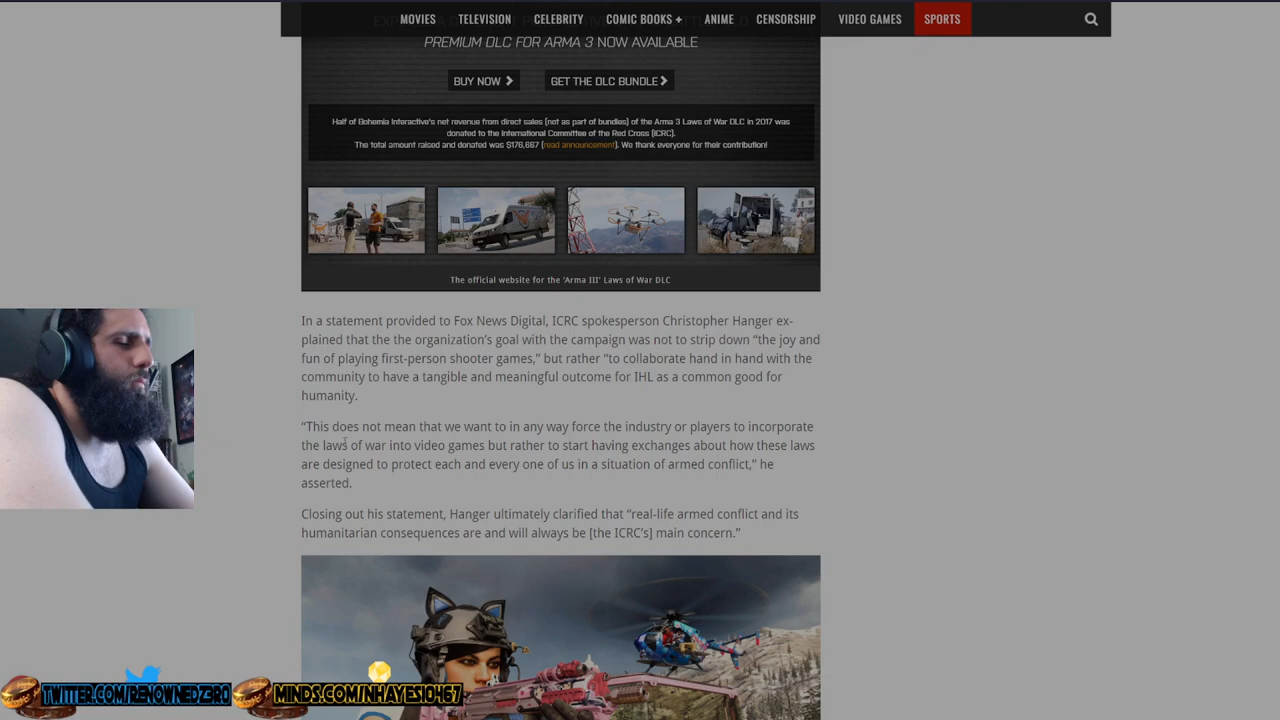 MOVIES TELEVISION CELEBRITY COMIC BOOKS + ANIME CENSORSHIP VIDEO GAMES SPORTS
PREMIUM DLC FOR ARMA 3 NOW AVAILABLE
BUY NOW GET THE DLC BUNDLE
Half of Bohemia Interactive's net revenue from direct sales (not as part of bundles) of the Arma 3 Laws of War DLC in 2017 was
donated to the International Committee of the Red Cross (ICRC).
The total amount raised and donated was $176,667 (read announcement). We thank everyone for their contribution!
The official website for the 'Arma III' Laws of War DLC
In a statement provided to Fox News Digital, ICRC spokesperson Christopher Hanger ex-
plained that the the organization's goal with the campaign was not to strip down “the joy and
fun of playing first-person shooter games,” but rather “to collaborate hand in hand with the
community to have a tangible and meaningful outcome for IHL as a common good for
humanity.
“This does not mean that we want to in any way force the industry or players to incorporate
the laws of war into video games but rather to start having exchanges about how these laws
are designed to protect each and every one of us in a situation of armed conflict,” he
asserted.
Closing out his statement, Hanger ultimately clarified that “real-life armed conflict and its
humanitarian consequences are and will always be [the ICRC's] main concern.”
TWITTER.COM/RENOWNEDZ3R0 MINDS.COM/NHAYES10467